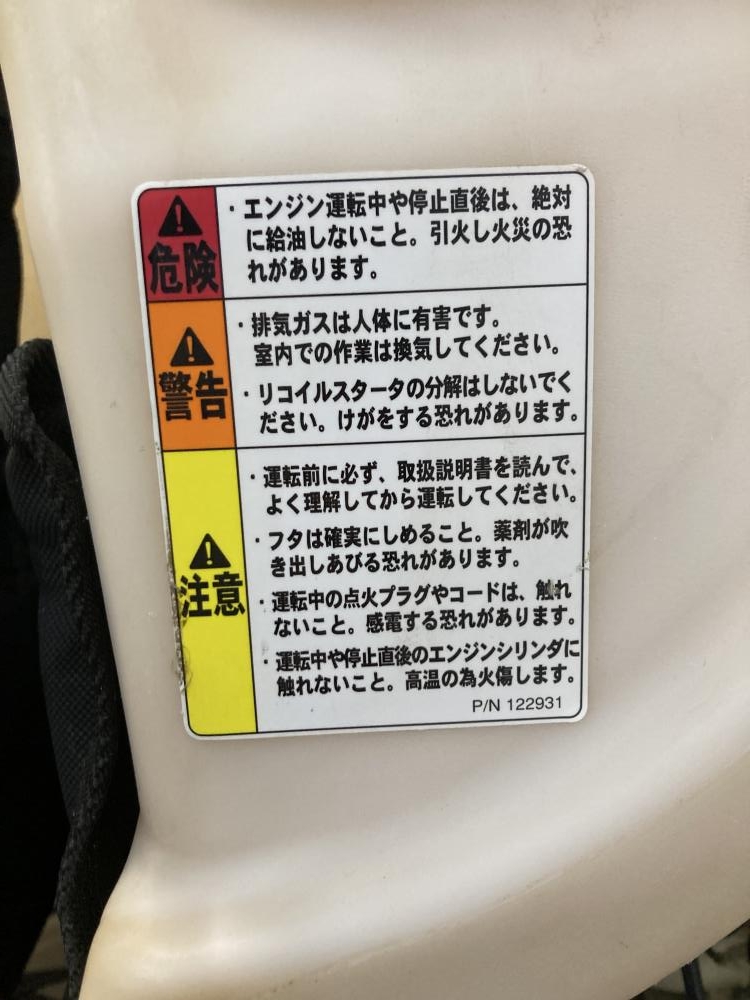 危険
・エンジン運転中や停止直後は、絶対
に給油しないこと。引火し火災の恐
れがあります。
警告
・排気ガスは人体に有害です。
室内での作業は換気してください。
・リコイルスタータの分解はしないでく
ださい。けがをする恐れがあります。
注意
・運転前に必ず、取扱説明書を読んで、
よく理解してから運転してください。
・フタは確実にしめること。薬剤が吹
き出しあびる恐れがあります。
・運転中の点火プラグやコードは、触れ
ないこと。感電する恐れがあります。
・運転中や停止直後のエンジンシリンダに
触れないこと。高温の為火傷します。
P/N 122931